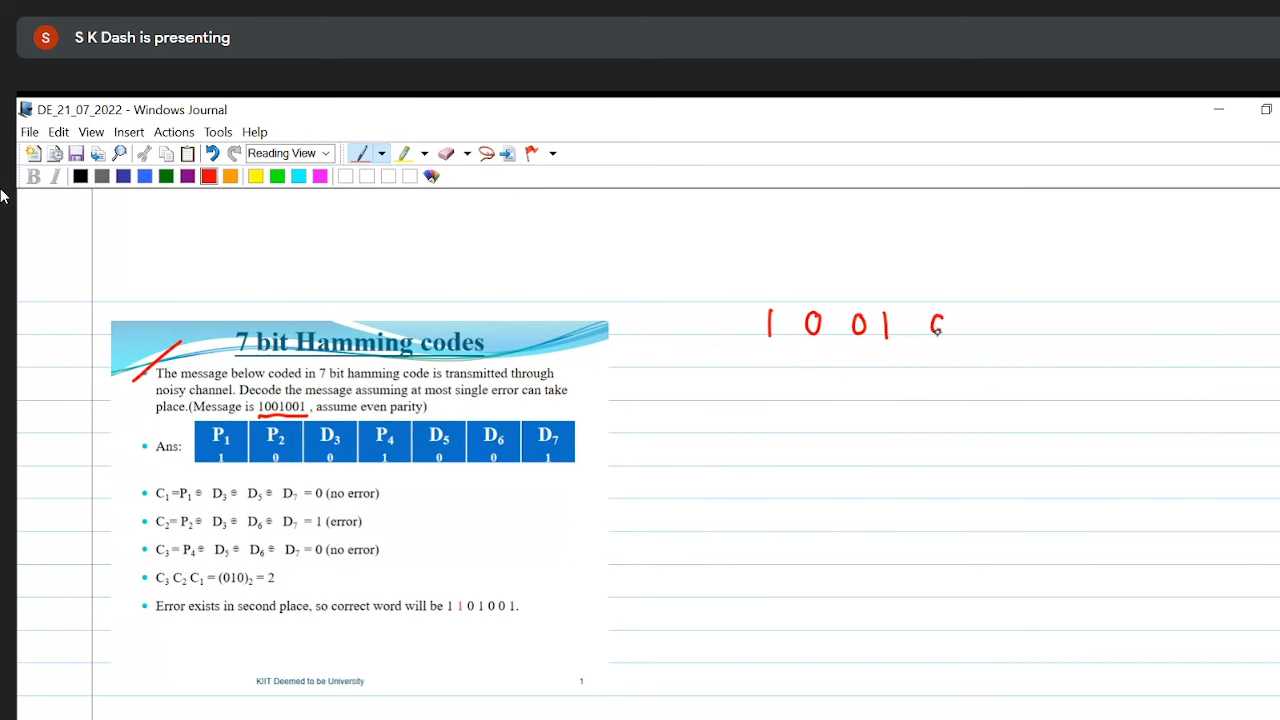 S
S K Dash is presenting
DE_21_07_2022 - Windows Journal
File Edit View Insert Actions Tools Help
Reading View
B I
1 0 0 1 0
7 bit Hamming codes
The message below coded in 7 bit hamming code is transmitted through
noisy channel. Decode the message assuming at most single error can take
place.(Message is 1001001 , assume even parity)
Ans: P₁ P₂ D₃ P₄ D₅ D₆ D₇
1 0 0 1 0 0 1
• C₁ =P₁ ⊕ D₃ ⊕ D₅ ⊕ D₇ = 0 (no error)
• C₂= P₂ ⊕ D₃ ⊕ D₆ ⊕ D₇ = 1 (error)
• C₃ = P₄ ⊕ D₅ ⊕ D₆ ⊕ D₇ = 0 (no error)
• C₃ C₂ C₁ = (010)₂ = 2
• Error exists in second place, so correct word will be 1 1 0 1 0 0 1.
KIIT Deemed to be University 1